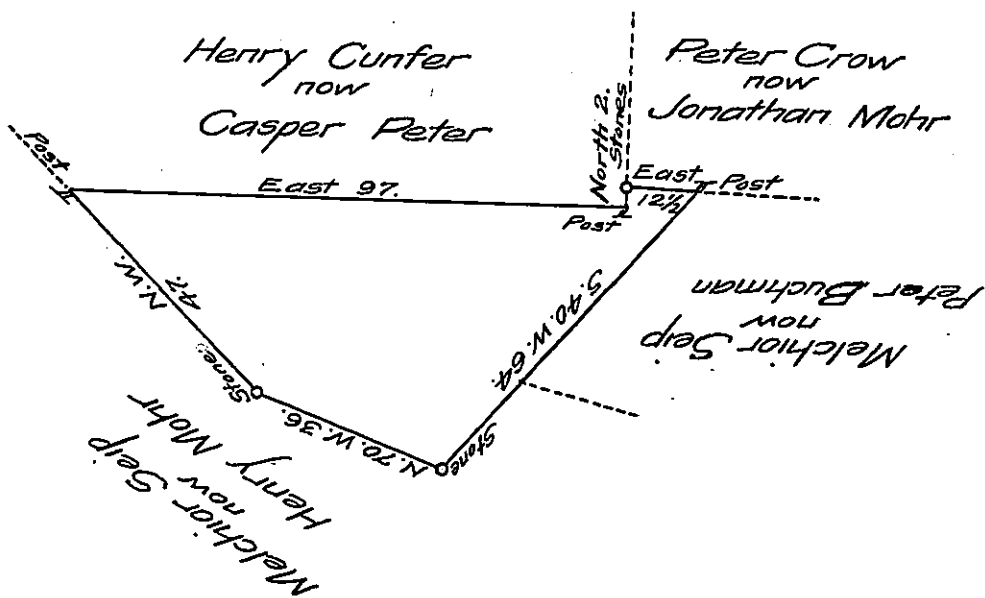 Henry Cunfer
now
Casper Peter
Peter Crow
now
Jonathan Mohr
North 2.
Stones
Post
East 97.
Post
East
12½
Post
N.W.
47.
Stone
N.70.W.36.
Stone
S.40.W.64.
Melchior Seip
now
Peter Buchman
Melchior Seip
now
Henry Mohr